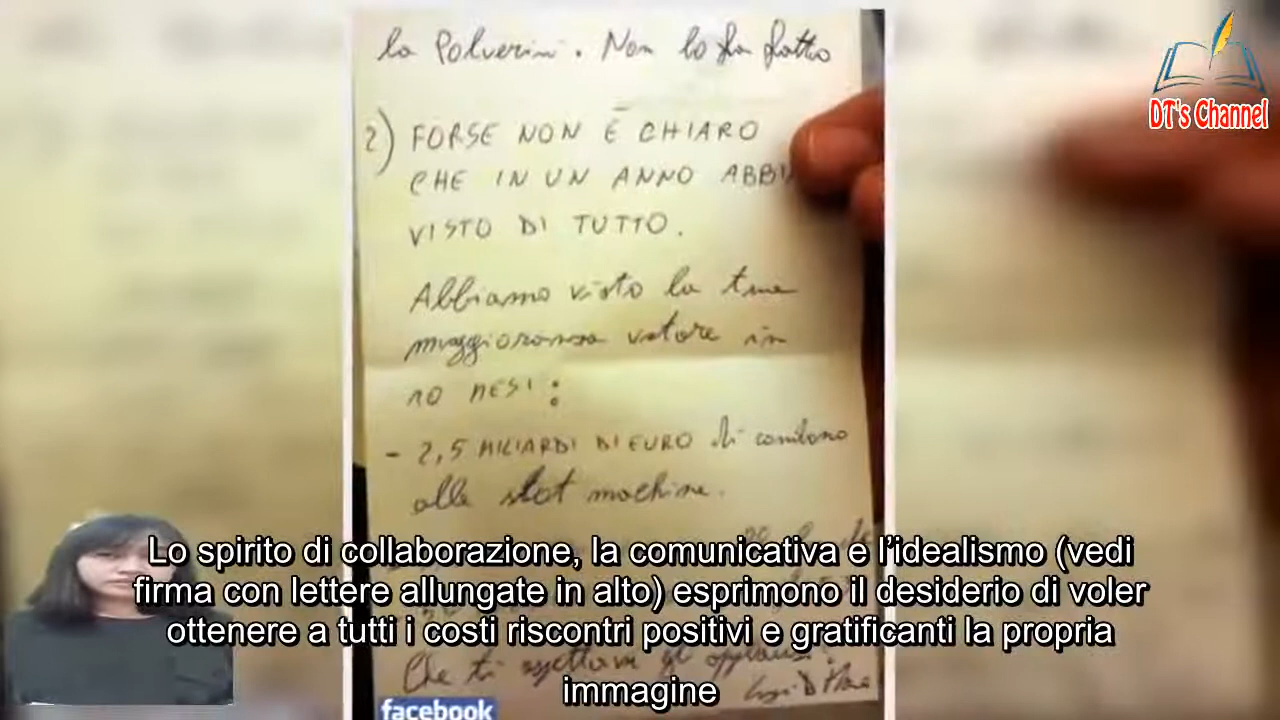 la Polverini. Non lo ha fatto
2) FORSE NON È CHIARO
CHE IN UN ANNO ABBI
VISTO DI TUTTO.
Abbiamo visto la tua
maggioranza votare in
10 MESI:
- 2,5 MILIARDI DI EURO di condono
alle slot machine.
Che ti aspettavi gli applausi?
DT's Channel
Lo spirito di collaborazione, la comunicativa e l'idealismo (vedi
firma con lettere allungate in alto) esprimono il desiderio di voler
ottenere a tutti i costi riscontri positivi e gratificanti la propria
immagine
facebook